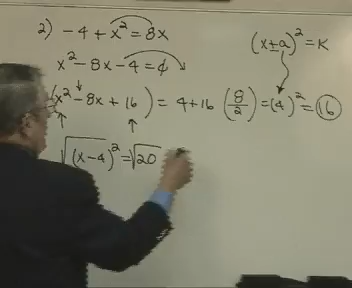 2) -4 + x² = 8x
(x ± a)² = K
x² - 8x - 4 = 4
(x² - 8x + 16) = 4 + 16 (8/2) = (4)² = 16
√(x-4)² = √20